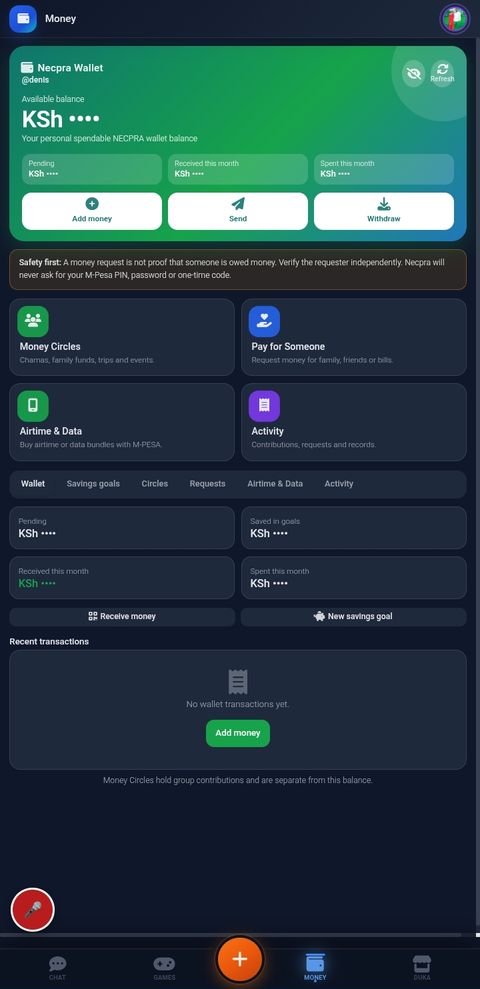 Money
Necpra Wallet
@denis
Refresh
Available balance
KSh ••••
Your personal spendable NECPRA wallet balance
Pending
KSh ••••
Received this month
KSh ••••
Spent this month
KSh ••••
Add money
Send
Withdraw
Safety first: A money request is not proof that someone is owed money. Verify the requester independently. Necpra will
never ask for your M-Pesa PIN, password or one-time code.
Money Circles
Chamas, family funds, trips and events.
Pay for Someone
Request money for family, friends or bills.
Airtime & Data
Buy airtime or data bundles with M-PESA.
Activity
Contributions, requests and records.
Wallet Savings goals Circles Requests Airtime & Data Activity
Pending
KSh ••••
Saved in goals
KSh ••••
Received this month
KSh ••••
Spent this month
KSh ••••
Receive money
New savings goal
Recent transactions
No wallet transactions yet.
Add money
Money Circles hold group contributions and are separate from this balance.
CHAT
GAMES
MONEY
DUKA